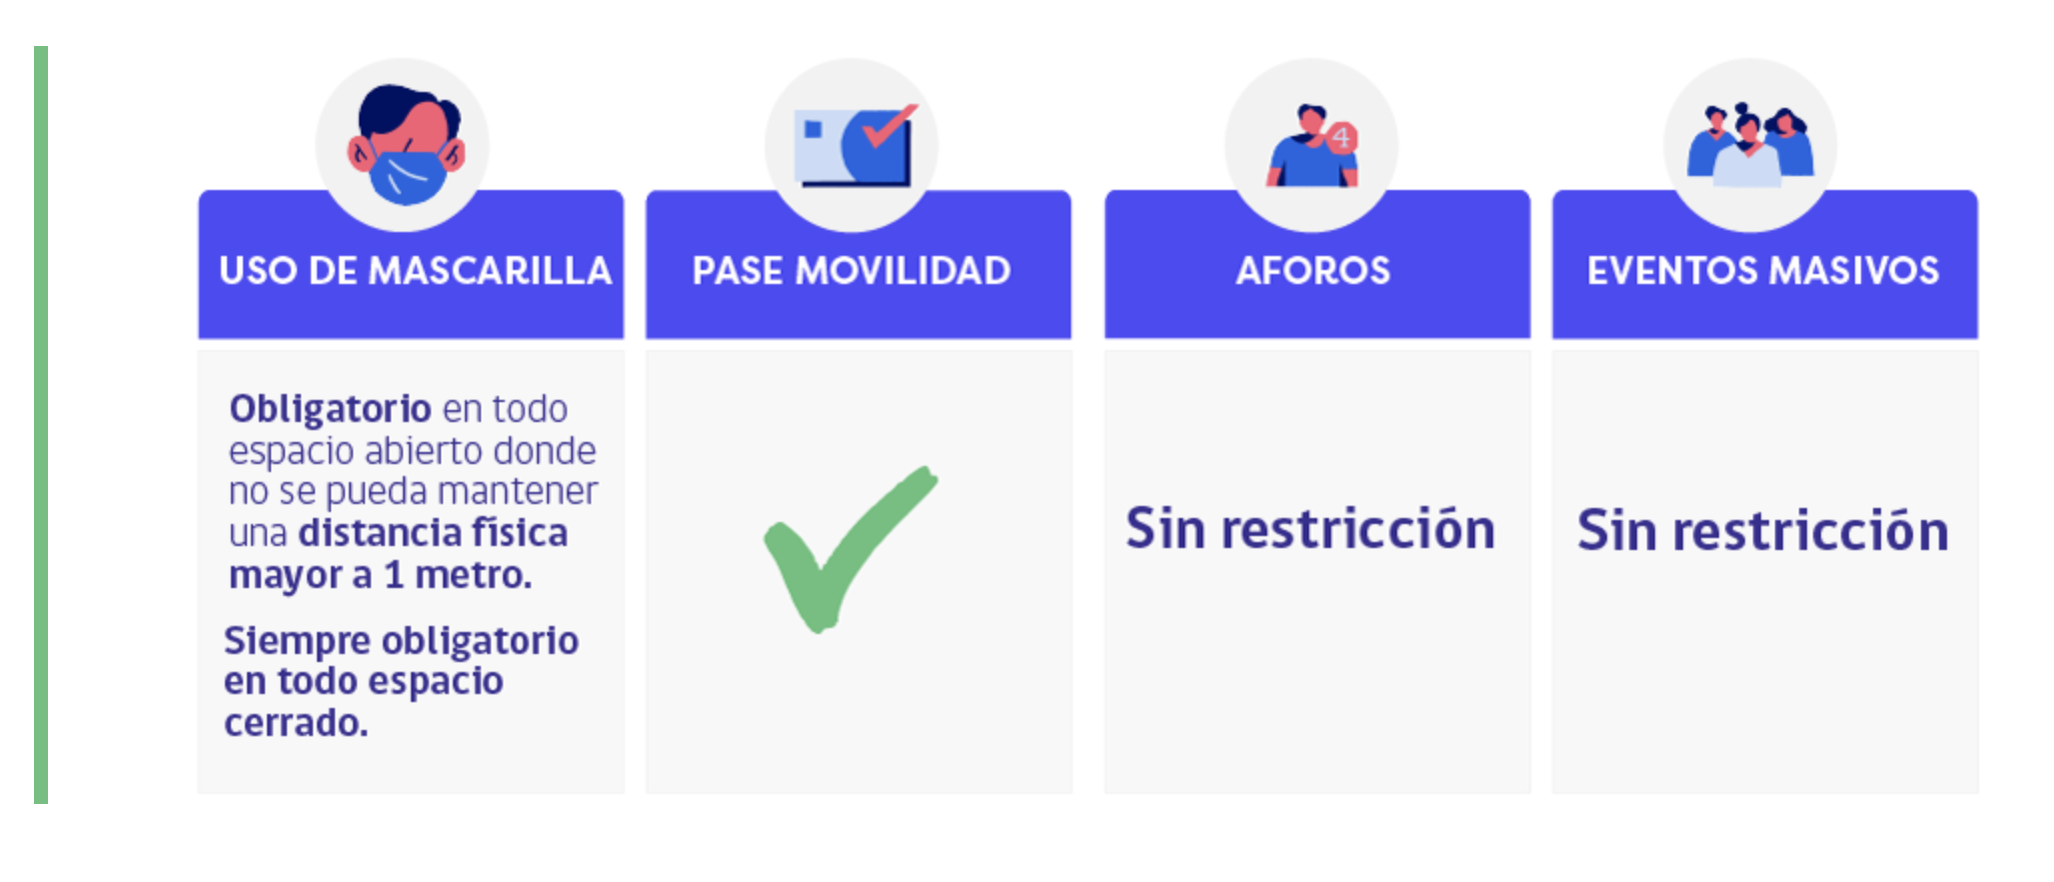 USO DE MASCARILLA
Obligatorio en todo
espacio abierto donde
no se pueda mantener
una distancia física
mayor a 1 metro.
Siempre obligatorio
en todo espacio
cerrado.
PASE MOVILIDAD
4
AFOROS
Sin restricción
EVENTOS MASIVOS
Sin restricción